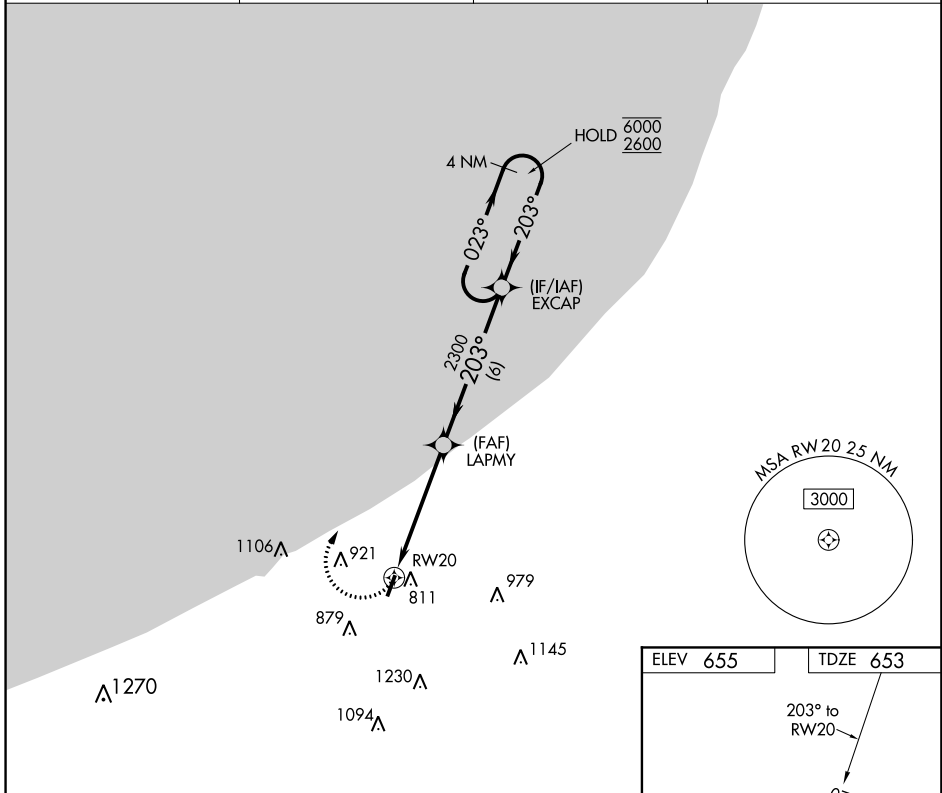 HOLD 6000
2600
4 NM
023°
203°
(IF/IAF)
EXCAP
2300
203°
(6)
(FAF)
LAPMY
MSA RW20 25 NM
3000
1106
921
RW20
811
979
879
1145
1230
1270
1094
ELEV 655
TDZE 653
203° to
RW20